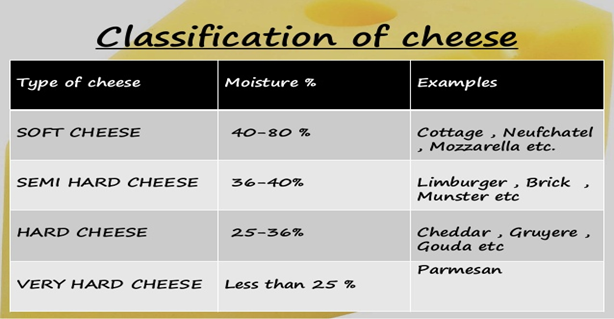 Classification of cheese
Type of cheese
Moisture %
Examples
SOFT CHEESE
40-80 %
Cottage , Neufchatel
, Mozzarella etc.
SEMI HARD CHEESE
36-40%
Limburger , Brick ,
Munster etc
HARD CHEESE
25-36%
Cheddar , Gruyere ,
Gouda etc
VERY HARD CHEESE
Less than 25 %
Parmesan